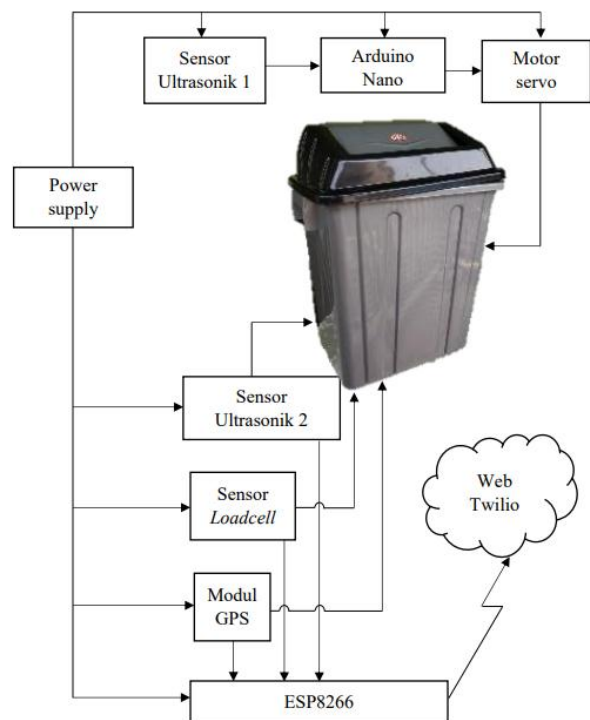 Sensor
Ultrasonik 1
Arduino
Nano
Motor
servo
Power
supply
Sensor
Ultrasonik 2
Sensor
Loadcell
Web
Twilio
Modul
GPS
ESP8266